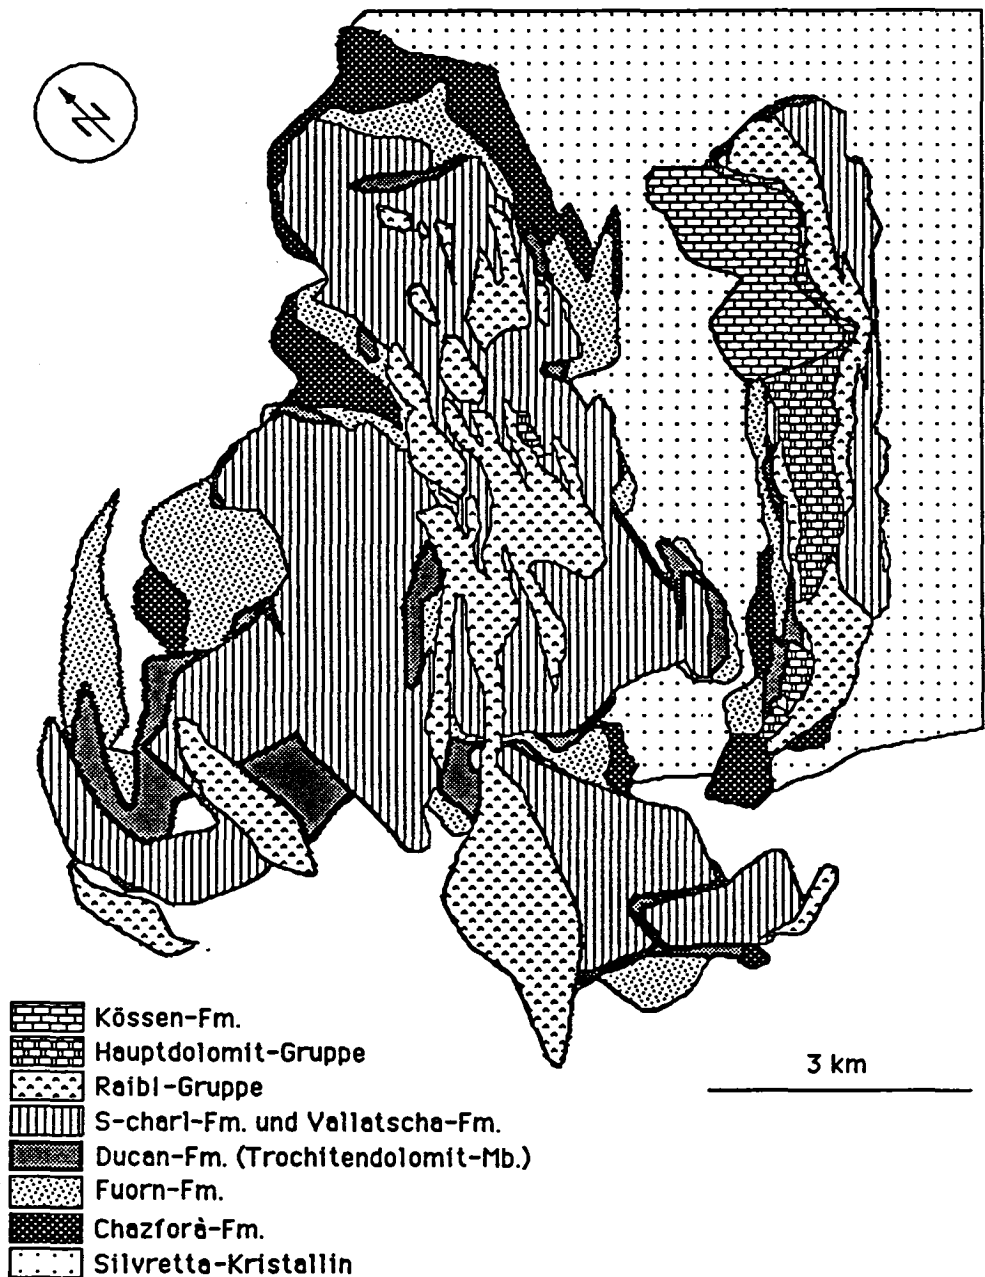 N
Kössen-Fm.
Hauptdolomit-Gruppe
Raibl-Gruppe
S-charl-Fm. und Vallatscha-Fm.
Ducan-Fm. (Trochitendolomit-Mb.)
Fuorn-Fm.
Chazforà-Fm.
Silvretta-Kristallin
3 km